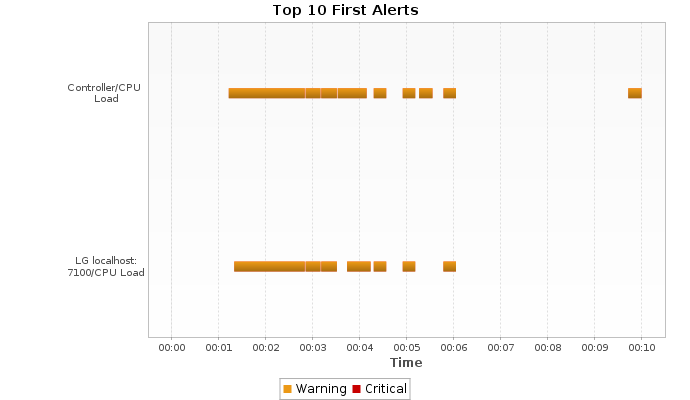 Top 10 First Alerts
Controller/CPU
Load
LG localhost:
7100/CPU Load
00:00 00:01 00:02 00:03 00:04 00:05 00:06 00:07 00:08 00:09 00:10
Time
Warning Critical